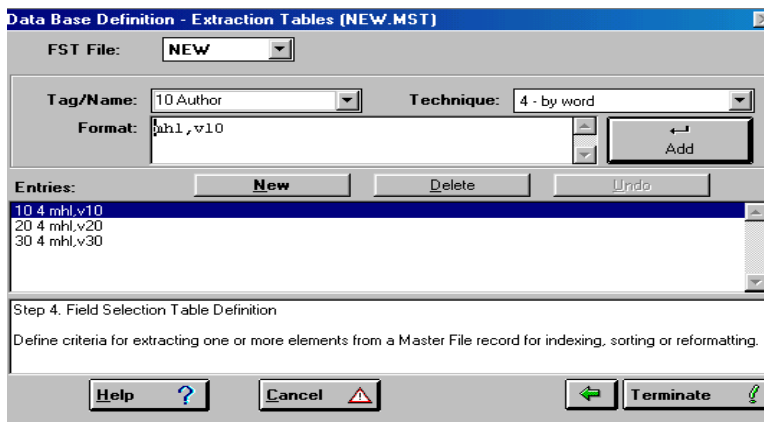 Data Base Definition - Extraction Tables (NEW.MST)
FST File: NEW
Tag/Name: 10 Author Technique: 4 - by word
Format: mhl,v10 Add
Entries: New Delete Undo
10 4 mhl,v10
20 4 mhl,v20
30 4 mhl,v30
Step 4. Field Selection Table Definition
Define criteria for extracting one or more elements from a Master File record for indexing, sorting or reformatting.
Help ? Cancel Terminate